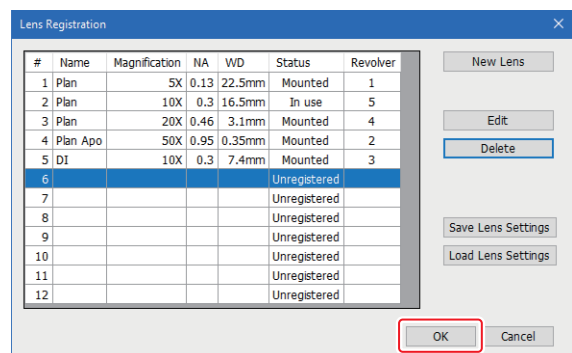 Lens Registration
# Name Magnification NA WD Status Revolver
1 Plan 5X 0.13 22.5mm Mounted 1
2 Plan 10X 0.3 16.5mm In use 5
3 Plan 20X 0.46 3.1mm Mounted 4
4 Plan Apo 50X 0.95 0.35mm Mounted 2
5 DI 10X 0.3 7.4mm Mounted 3
6 Unregistered
7 Unregistered
8 Unregistered
9 Unregistered
10 Unregistered
11 Unregistered
12 Unregistered
New Lens
Edit
Delete
Save Lens Settings
Load Lens Settings
OK Cancel